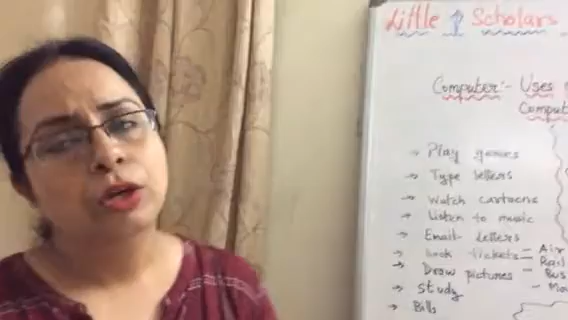 Little Scholars
Computer:- Uses
Comput
→ Play games
→ Type letters
→ Watch cartoons
→ Listen to music
→ Email- letters
→ book tickets - Air
- Rail
- Bus
→ Draw pictures
→ Study
→ Bills